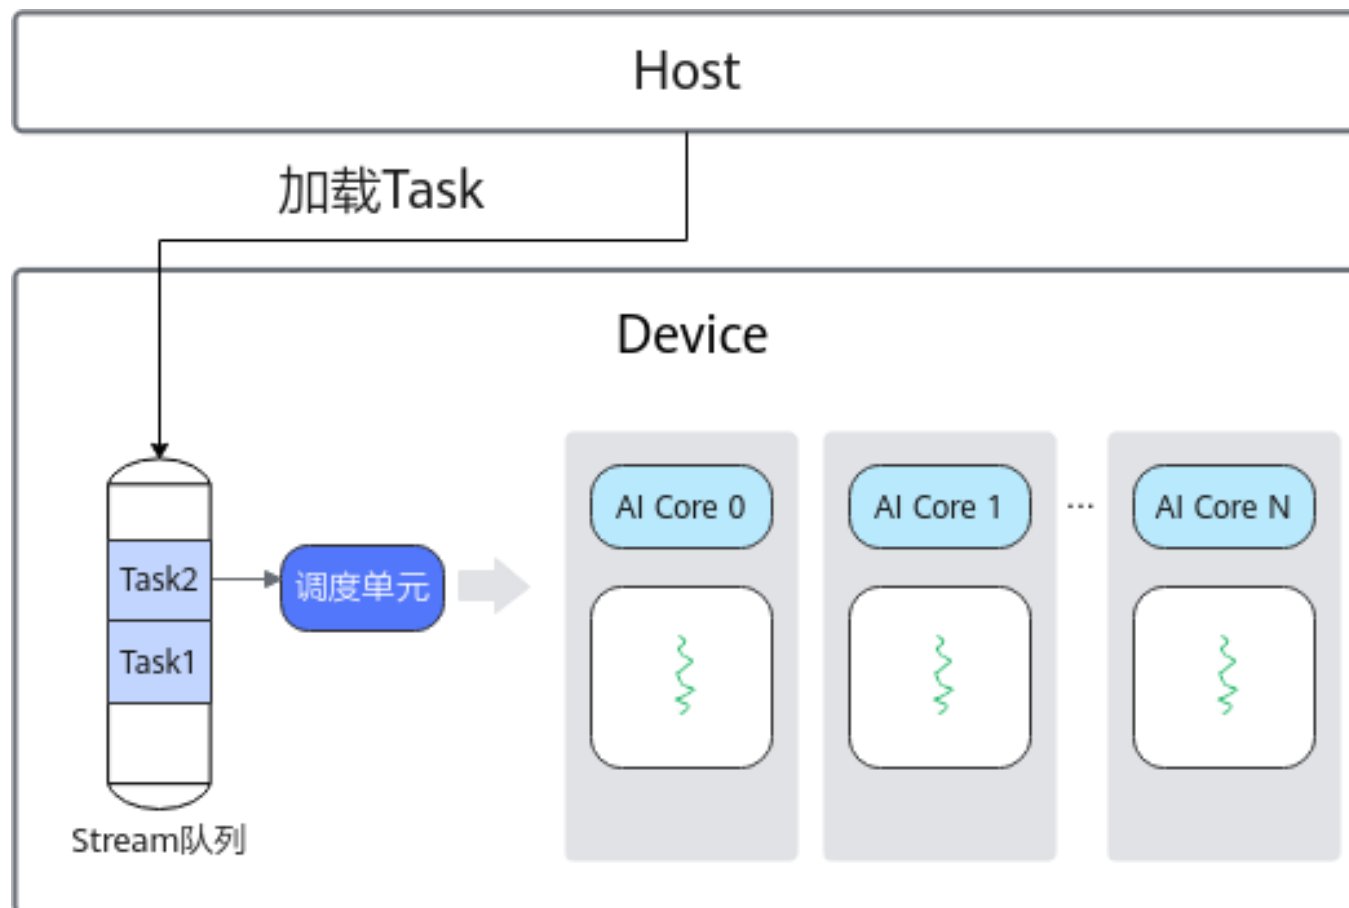 Host
加载Task
Device
AI Core 0
AI Core 1
...
AI Core N
Task2
调度单元
Task1
Stream队列